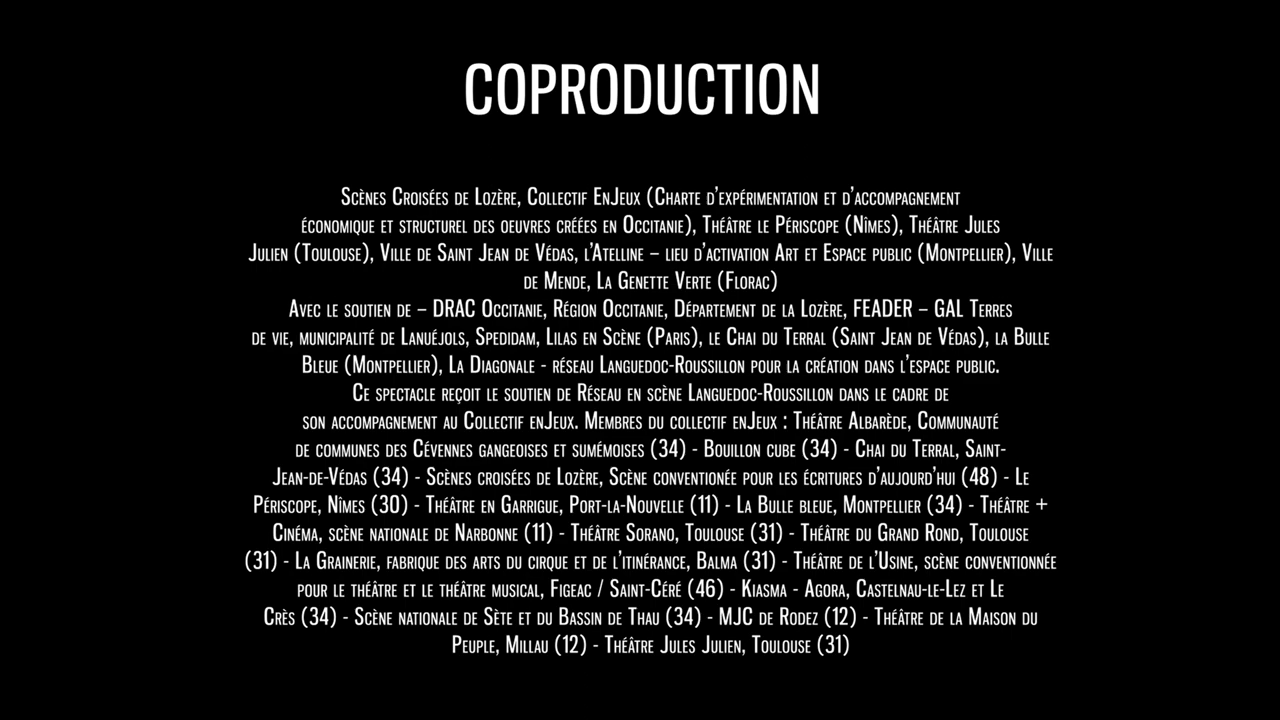 COPRODUCTION
Scènes Croisées de Lozère, Collectif EnJeux (Charte d'expérimentation et d'accompagnement
économique et structurel des oeuvres créées en Occitanie), Théâtre le Périscope (Nîmes), Théâtre Jules
Julien (Toulouse), Ville de Saint Jean de Védas, l'Atelline – lieu d'activation Art et Espace public (Montpellier), Ville
de Mende, La Genette Verte (Florac)
Avec le soutien de – DRAC Occitanie, Région Occitanie, Département de la Lozère, FEADER – GAL Terres
de vie, municipalité de Lanuéjols, Spedidam, Lilas en Scène (Paris), le Chai du Terral (Saint Jean de Védas), la Bulle
Bleue (Montpellier), La Diagonale - réseau Languedoc-Roussillon pour la création dans l'espace public.
Ce spectacle reçoit le soutien de Réseau en scène Languedoc-Roussillon dans le cadre de
son accompagnement au Collectif enJeux. Membres du collectif enJeux : Théâtre Albarède, Communauté
de communes des Cévennes gangeoises et sumémoises (34) - Bouillon cube (34) - Chai du Terral, Saint-
Jean-de-Védas (34) - Scènes croisées de Lozère, Scène conventionée pour les écritures d'aujourd'hui (48) - Le
Périscope, Nîmes (30) - Théâtre en Garrigue, Port-la-Nouvelle (11) - La Bulle bleue, Montpellier (34) - Théâtre +
Cinéma, scène nationale de Narbonne (11) - Théâtre Sorano, Toulouse (31) - Théâtre du Grand Rond, Toulouse
(31) - La Grainerie, fabrique des arts du cirque et de l'itinérance, Balma (31) - Théâtre de l'Usine, scène conventionnée
pour le théâtre et le théâtre musical, Figeac / Saint-Céré (46) - Kiasma - Agora, Castelnau-le-Lez et Le
Crès (34) - Scène nationale de Sète et du Bassin de Thau (34) - MJC de Rodez (12) - Théâtre de la Maison du
Peuple, Millau (12) - Théâtre Jules Julien, Toulouse (31)